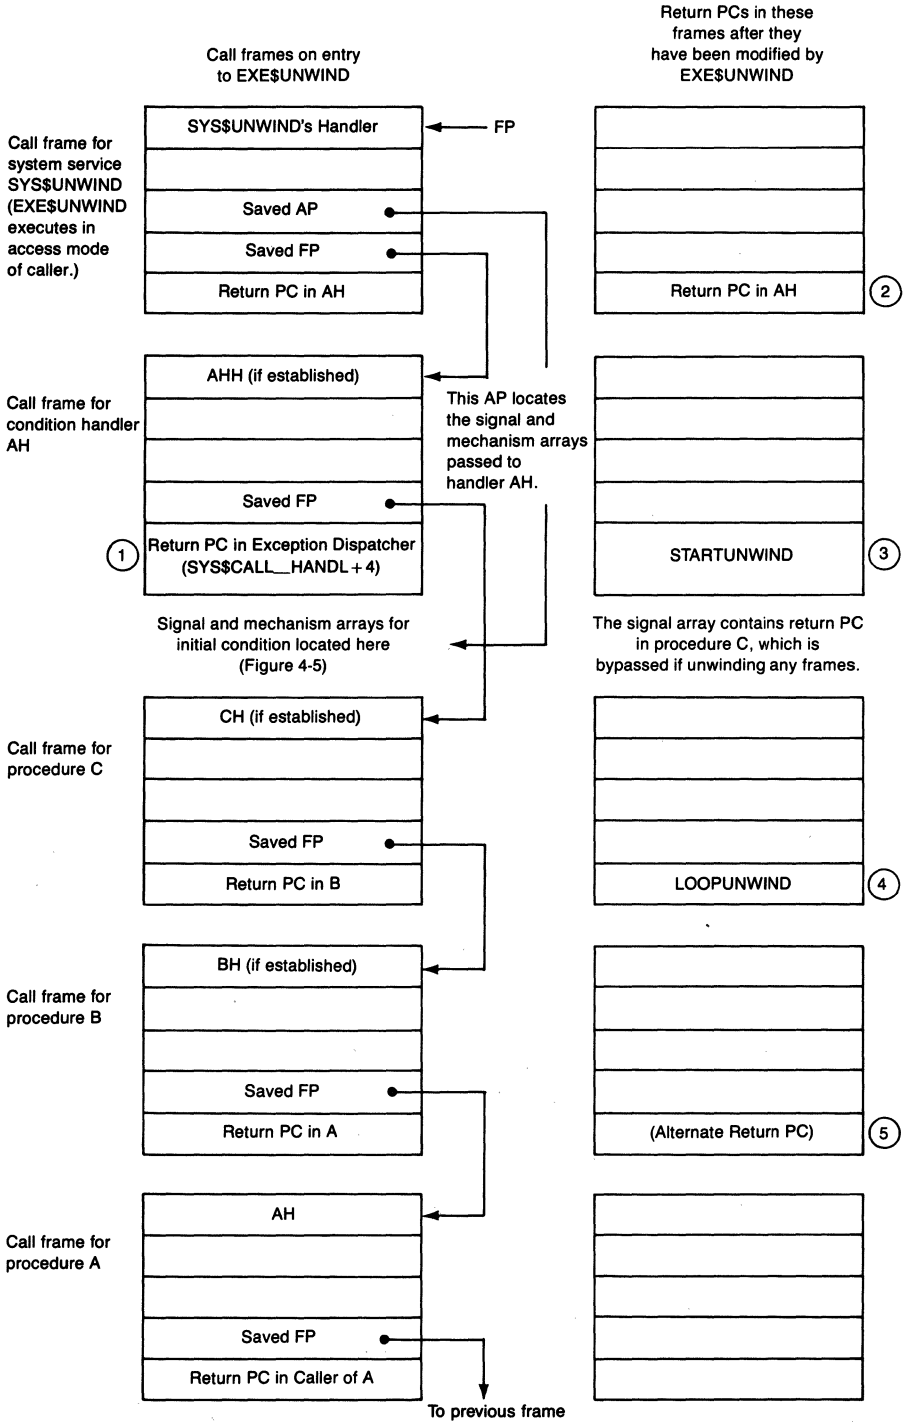 Call frames on entry
to EXE$UNWIND
Return PCs in these
frames after they
have been modified by
EXE$UNWIND
Call frame for
system service
SYS$UNWIND
(EXE$UNWIND
executes in
access mode
of caller.)
SYS$UNWIND's Handler
FP
Saved AP
Saved FP
Return PC in AH
Return PC in AH
2
Call frame for
condition handler
AH
AHH (if established)
This AP locates
the signal and
mechanism arrays
passed to
handler AH.
Saved FP
1
Return PC in Exception Dispatcher
(SYS$CALL__HANDL+4)
STARTUNWIND
3
Signal and mechanism arrays for
initial condition located here
(Figure 4-5)
The signal array contains return PC
in procedure C, which is
bypassed if unwinding any frames.
Call frame for
procedure C
CH (if established)
Saved FP
Return PC in B
LOOPUNWIND
4
Call frame for
procedure B
BH (if established)
Saved FP
Return PC in A
(Alternate Return PC)
5
Call frame for
procedure A
AH
Saved FP
Return PC in Caller of A
To previous frame